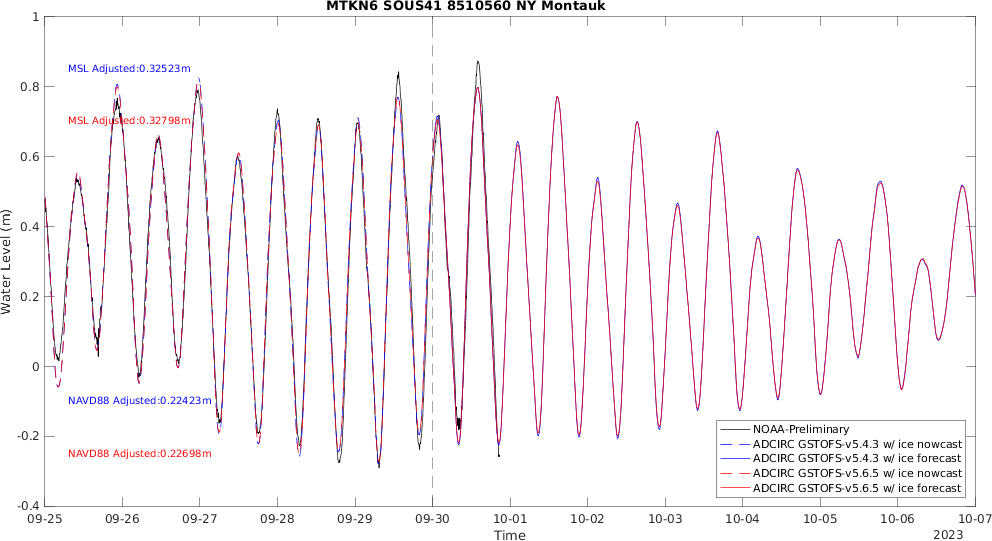 MTKN6 SOUS41 8510560 NY Montauk
Water Level (m)
1
0.8
0.6
0.4
0.2
0
-0.2
-0.4
MSL Adjusted:0.32523m
MSL Adjusted:0.32798m
NAVD88 Adjusted:0.22423m
NAVD88 Adjusted:0.22698m
NOAA-Preliminary
ADCIRC GSTOFS-v5.4.3 w/ ice nowcast
ADCIRC GSTOFS-v5.4.3 w/ ice forecast
ADCIRC GSTOFS-v5.6.5 w/ ice nowcast
ADCIRC GSTOFS-v5.6.5 w/ ice forecast
09-25 09-26 09-27 09-28 09-29 09-30 10-01 10-02 10-03 10-04 10-05 10-06 10-07
Time
2023